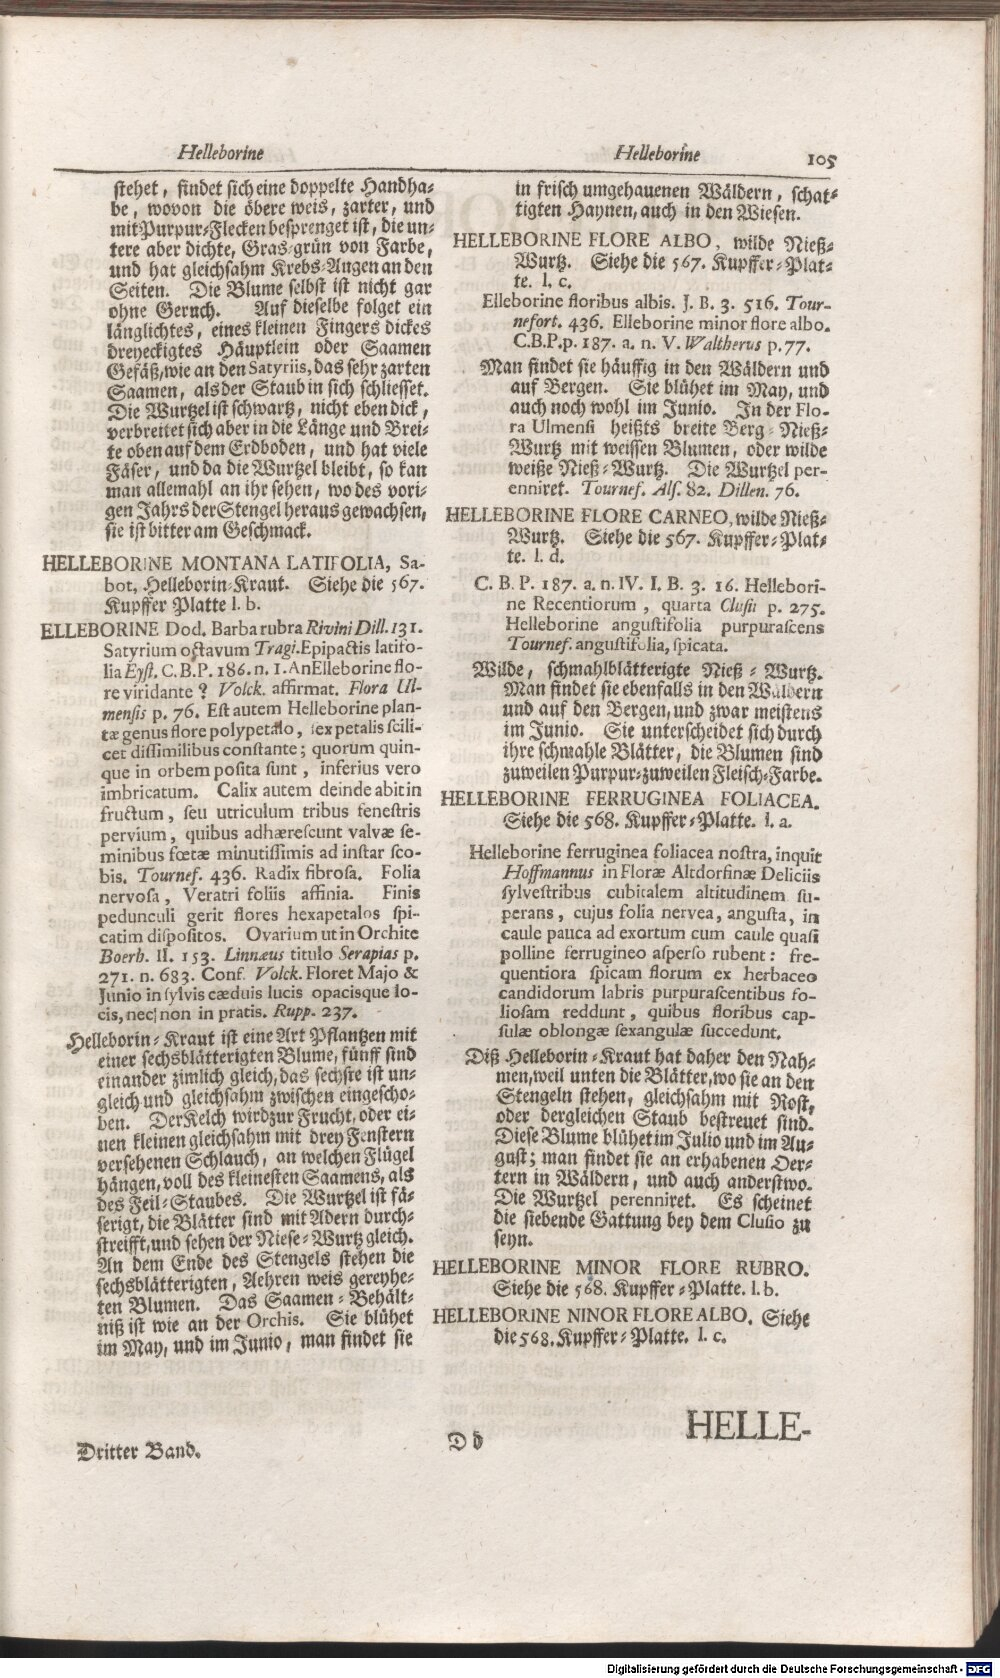 Helleborine
Helleborine
105
stehet, findet sich eine doppelte Handha-
be, wovon die öbere weis, zarter, und
mit Purpur-Flecken besprenget ist, die un-
tere aber dichte, Gras-grün von Farbe,
und hat gleichsahm Krebs-Augen an den
Seiten. Die Blume selbst ist nicht gar
ohne Geruch. Auf dieselbe folget ein
länglichtes, eines kleinen Fingers dickes
dreyeckigtes Häuptlein oder Saamen
Gefäß, wie an den Satyriis, das sehr zarten
Saamen, als der Staub in sich schliesset.
Die Wurtzel ist schwartz, nicht eben dick,
verbreitet sich aber in die Länge und Brei-
te oben auf dem Erdboden, und hat viele
Fäser, und da die Wurtzel bleibt, so kan
man allemahl an ihr sehen, wo des vori-
gen Jahrs der Stengel heraus gewachsen,
sie ist bitter am Geschmack.
HELLEBORINE MONTANA LATIFOLIA, Sa-
bot, Helleborin-Kraut. Siehe die 567.
Kupffer Platte l. b.
ELLEBORINE Dod. Barba rubra Rivini Dill. 131.
Satyrium octavum Tragi. Epipactis latifo-
lia Eyst. C.B.P. 186. n. 1. An Elleborine flo-
re viridante? Volck. affirmat. Flora Ul-
mensis p. 76. Est autem Helleborine plan-
tæ genus flore polypetalo, sex petalis scili-
cet dissimilibus constante; quorum quin-
que in orbem posita sunt, inferius vero
imbricatum. Calix autem deinde abit in
fructum, seu utriculum tribus fenestris
pervium, quibus adhærescunt valvæ se-
minibus fœtæ minutissimis ad instar sco-
bis. Tournef. 436. Radix fibrosa. Folia
nervosa, Veratri foliis affinia. Finis
pedunculi gerit flores hexapetalos spi-
catim dispositos. Ovarium ut in Orchite
Boerh. II. 153. Linnæus titulo Serapias p.
271. n. 683. Conf. Volck. Floret Majo &
Junio in sylvis cæduis lucis opacisque lo-
cis, nec non in pratis. Rupp. 237.
Helleborin-Kraut ist eine Art Pflantzen mit
einer sechsblätterigten Blume, fünff sind
einander zimlich gleich, das sechste ist un-
gleich und gleichsahm zwischen eingescho-
ben. Der Kelch wird zur Frucht, oder ei-
nen kleinen gleichsahm mit drey Fenstern
versehenen Schlauch, an welchen Flügel
hängen, voll des kleinesten Saamens, als
des Feil-Staubes. Die Wurtzel ist fä-
serigt, die Blätter sind mit Adern durch-
streifft, und sehen der Niese-Wurtz gleich.
An dem Ende des Stengels stehen die
sechsblätterigten, Aehren weis gereyhe-
ten Blumen. Das Saamen-Behält-
niß ist wie an der Orchis. Sie blühet
im May, und im Junio, man findet sie
in frisch umgehauenen Wäldern, schat-
tigten Haynen, auch in den Wiesen.
HELLEBORINE FLORE ALBO, wilde Nieß-
Wurtz. Siehe die 567. Kupffer-Plat-
te. l. c.
Elleborine floribus albis. J. B. 3. 516. Tour-
nefort. 436. Elleborine minor flore albo.
C.B.P.p. 187. a. n. V. Waltherus p. 77.
Man findet sie häuffig in den Wäldern und
auf Bergen. Sie blühet im May, und
auch noch wohl im Junio. In der Flo-
ra Ulmensi heißts breite Berg-Nieß-
Wurtz mit weissen Blumen, oder wilde
weiße Nieß-Wurtz. Die Wurtzel per-
enniret. Tournef. Als. 82. Dillen. 76.
HELLEBORINE FLORE CARNEO, wilde Nieß-
Wurtz. Siehe die 567. Kupffer-Plat-
te. l. d.
C. B. P. 187. a. n. IV. I. B. 3. 16. Hellebori-
ne Recentiorum, quarta Clusii p. 275.
Helleborine angustifolia purpurascens
Tournef. angustifolia, spicata.
Wilde, schmahlblätterigte Nieß-Wurtz.
Man findet sie ebenfalls in den Wäldern
und auf den Bergen, und zwar meistens
im Junio. Sie unterscheidet sich durch
ihre schmahle Blätter, die Blumen sind
zuweilen Purpur-zuweilen Fleisch-Farbe.
HELLEBORINE FERRUGINEA FOLIACEA.
Siehe die 568. Kupffer-Platte. l. a.
Helleborine ferruginea foliacea nostra, inquit
Hoffmannus in Floræ Altdorfinæ Deliciis
sylvestribus cubitalem altitudinem su-
perans, cujus folia nervea, angusta, in
caule pauca ad exortum cum caule quasi
polline ferrugineo asperso rubent: fre-
quentiora spicam florum ex herbaceo
candidorum labris purpurascentibus fo-
liosam reddunt, quibus floribus cap-
sulæ oblongæ sexangulæ succedunt.
Diß Helleborin-Kraut hat daher den Nah-
men, weil unten die Blätter, wo sie an den
Stengeln stehen, gleichsahm mit Rost,
oder dergleichen Staub bestreuet sind.
Diese Blume blühet im Julio und im Au-
gust; man findet sie an erhabenen Oer-
tern in Wäldern, und auch anderstwo.
Die Wurtzel perenniret. Es scheinet
die siebende Gattung bey dem Clusio zu
seyn.
HELLEBORINE MINOR FLORE RUBRO.
Siehe die 568. Kupffer-Platte. l. b.
HELLEBORINE NINOR FLORE ALBO. Siehe
die 568. Kupffer-Platte. l. c.
HELLE-
Dritter Band.
D d
Digitalisierung gefördert durch die Deutsche Forschungsgemeinschaft - DFG